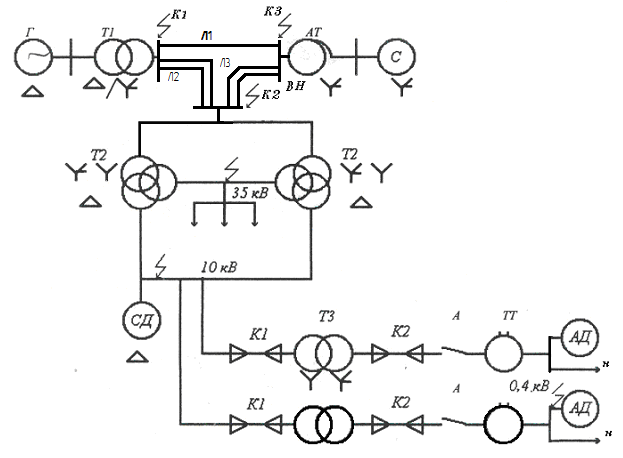 К1 К3
Г Т1 Л1 АТ С
Л2 Л3 ВН
К2
Т2 Т2
35 кВ
10 кВ
СД
К1 Т3 К2 А ТТ АД
н
К1 К2 А 0,4 кВ АД
н